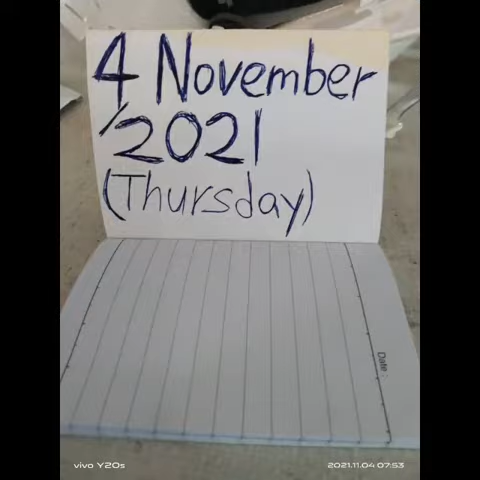 4 November
/2021
(Thursday)
Date :
vivo Y20s
2021.11.04 07:53